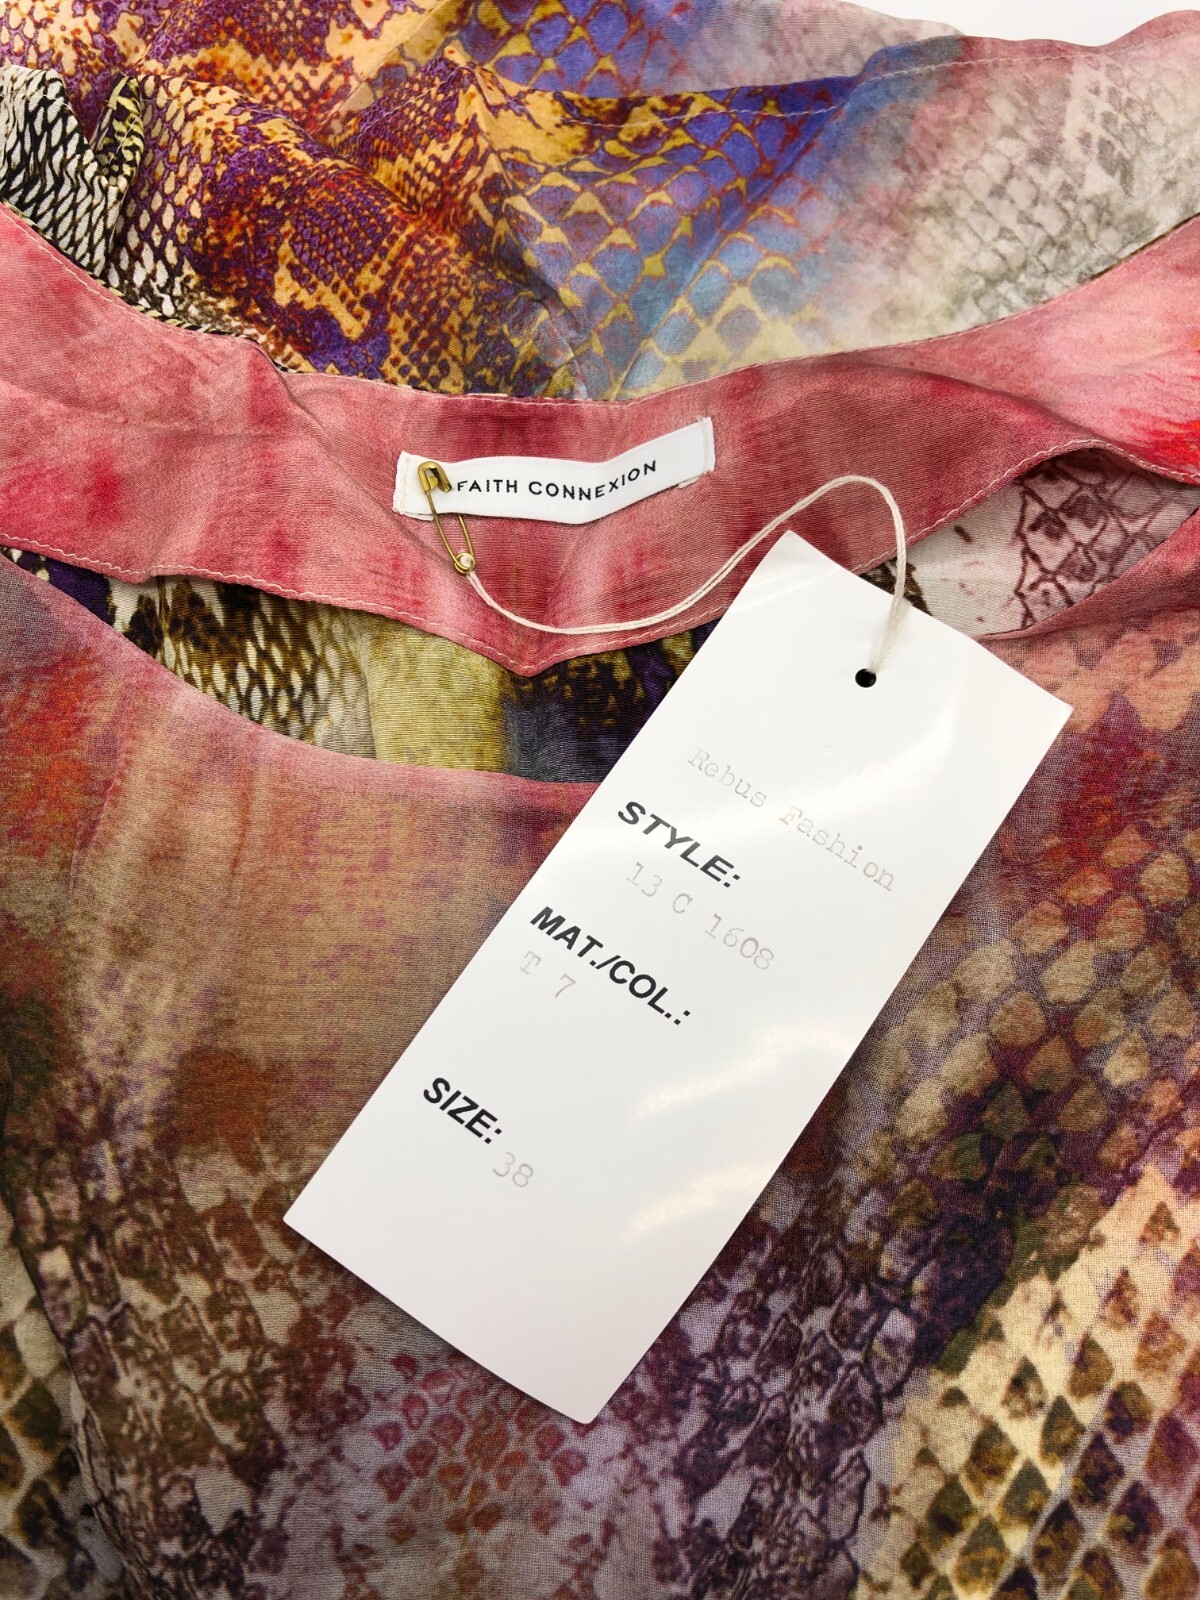 FAITH CONNEXION
Rebus Fashion
STYLE:
13 C 1608
MAT./COL.:
T 7
SIZE:
38